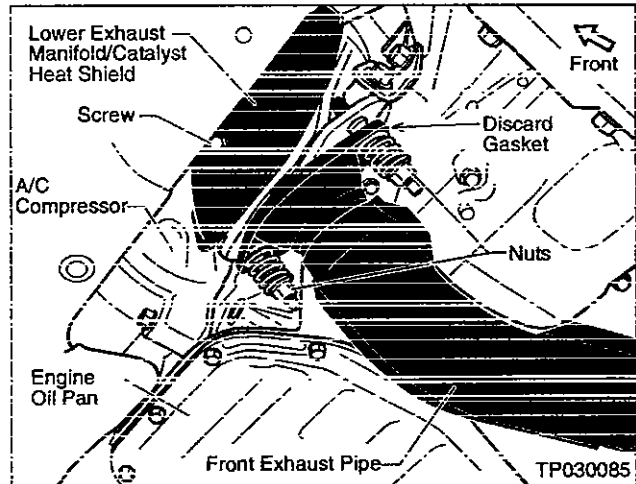 Lower Exhaust
Manifold/Catalyst
Heat Shield
Front
Screw
Discard
Gasket
A/C
Compressor
Nuts
Engine
Oil Pan
Front Exhaust Pipe
TP030085